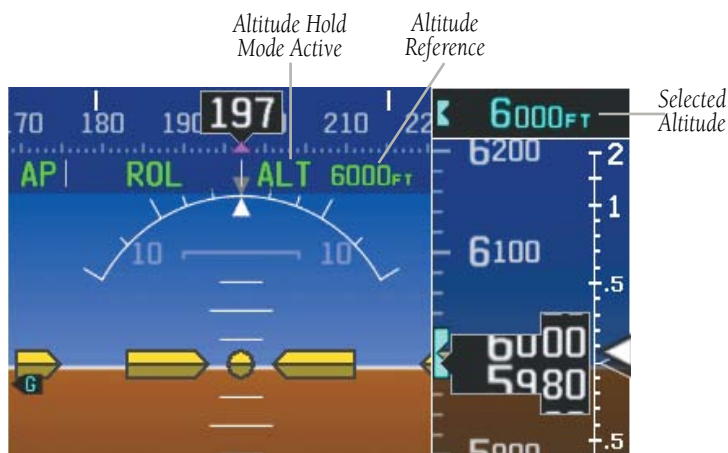 Altitude Hold
Mode Active
Altitude
Reference
Selected
Altitude
197
6000FT
170 180 190 210 22
AP ROL ALT 6000FT
6200
6100
10 10
6000
5980
G
2
1
.5
.5